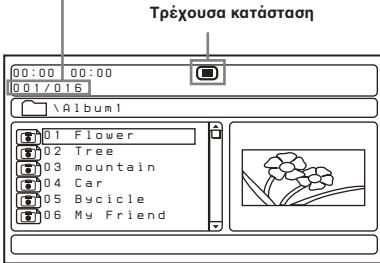 Τρέχουσα κατάσταση
00:00 00:00
001/016
\Album1
01 Flower
02 Tree
03 mountain
04 Car
05 Bycicle
06 My Friend